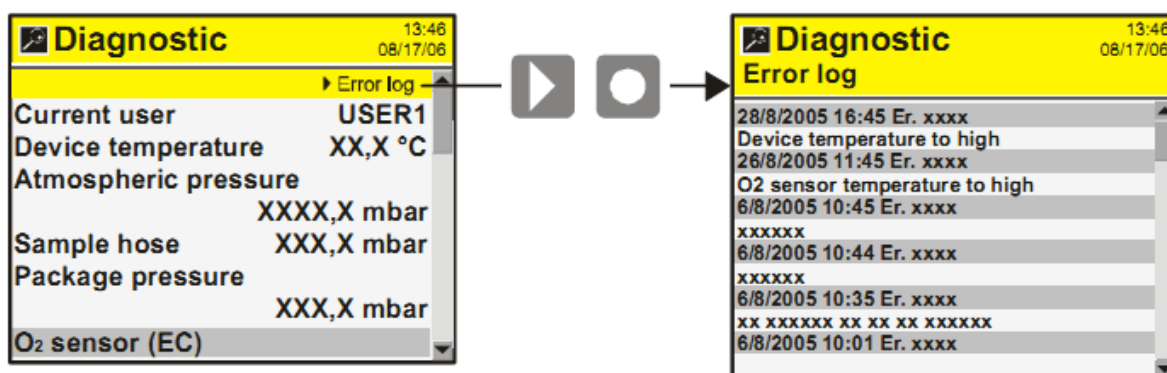 Diagnostic
13:46
08/17/06
Error log
Current user USER1
Device temperature XX,X °C
Atmospheric pressure
XXXX,X mbar
Sample hose XXX,X mbar
Package pressure
XXX,X mbar
O₂ sensor (EC)
Diagnostic
13:46
08/17/06
Error log
28/8/2005 16:45 Er. xxxx
Device temperature to high
26/8/2005 11:45 Er. xxxx
O2 sensor temperature to high
6/8/2005 10:45 Er. xxxx
xxxxxx
6/8/2005 10:44 Er. xxxx
xxxxxx
6/8/2005 10:35 Er. xxxx
xx xxxxxx xx xx xx xxxxxx
6/8/2005 10:01 Er. xxxx